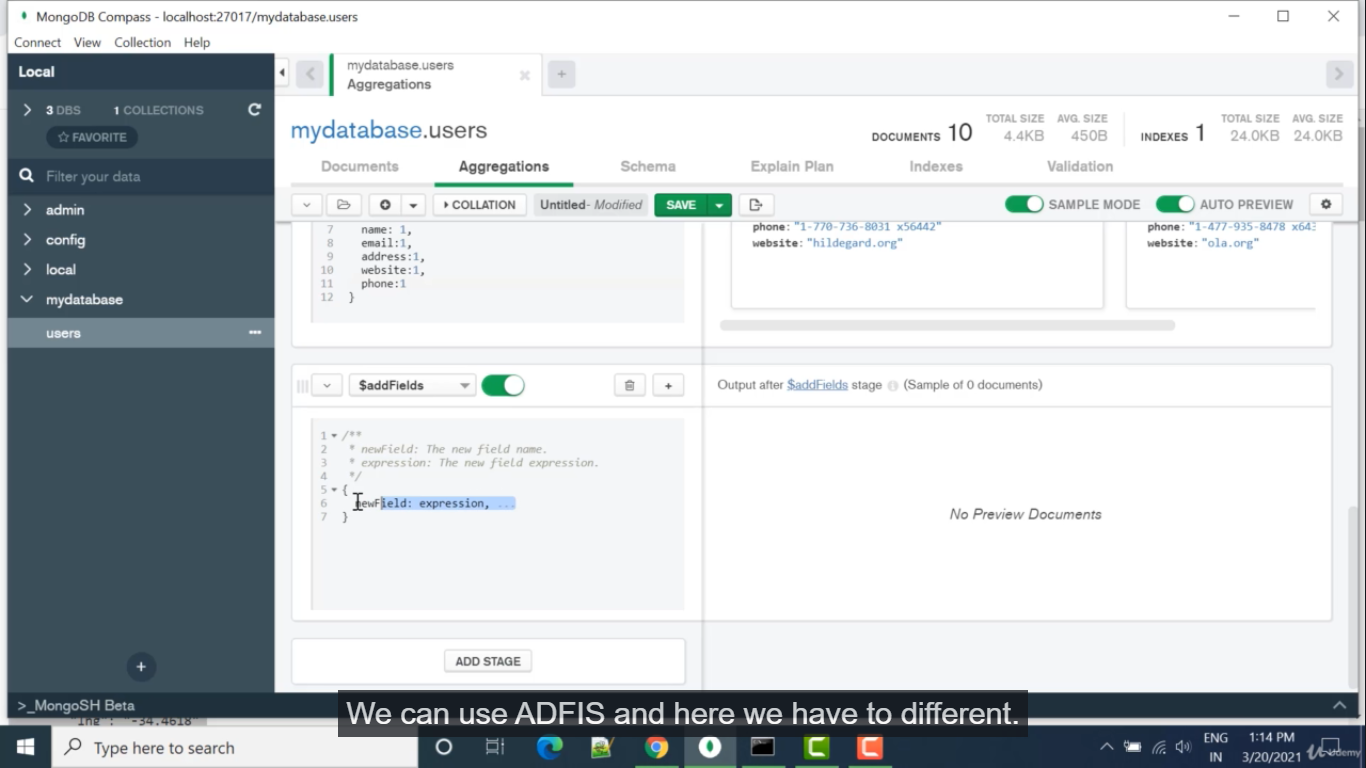 MongoDB Compass - localhost:27017/mydatabase.users
Connect View Collection Help
Local
3 DBS 1 COLLECTIONS
FAVORITE
Filter your data
admin
config
local
mydatabase
users
mydatabase.users
Aggregations
mydatabase.users
DOCUMENTS 10 TOTAL SIZE 4.4KB AVG. SIZE 450B INDEXES 1 TOTAL SIZE 24.0KB AVG. SIZE 24.0KB
Documents Aggregations Schema Explain Plan Indexes Validation
COLLATION Untitled- Modified SAVE SAMPLE MODE AUTO PREVIEW
7 name: 1,
8 email:1,
9 address:1,
10 website:1,
11 phone:1
12 }
phone: "1-770-736-8031 x56442"
website: "hildegard.org"
phone: "1-477-935-8478 x643
website: "ola.org"
$addFields
Output after $addFields stage (Sample of 0 documents)
1 /**
2 * newField: The new field name.
3 * expression: The new field expression.
4 */
5 {
6 newField: expression, ...
7 }
No Preview Documents
ADD STAGE
>_MongoSH Beta
"lng": "-34.4618"
We can use ADFIS and here we have to different.
Type here to search
ENG
IN
1:14 PM
3/20/2021
Udemy